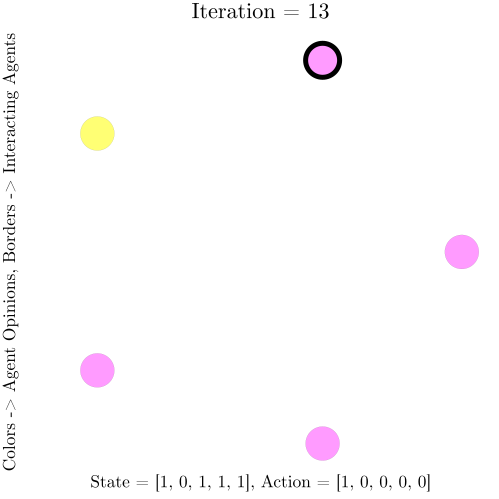 Iteration = 13
Colors -> Agent Opinions, Borders -> Interacting Agents
State = [1, 0, 1, 1, 1], Action = [1, 0, 0, 0, 0]